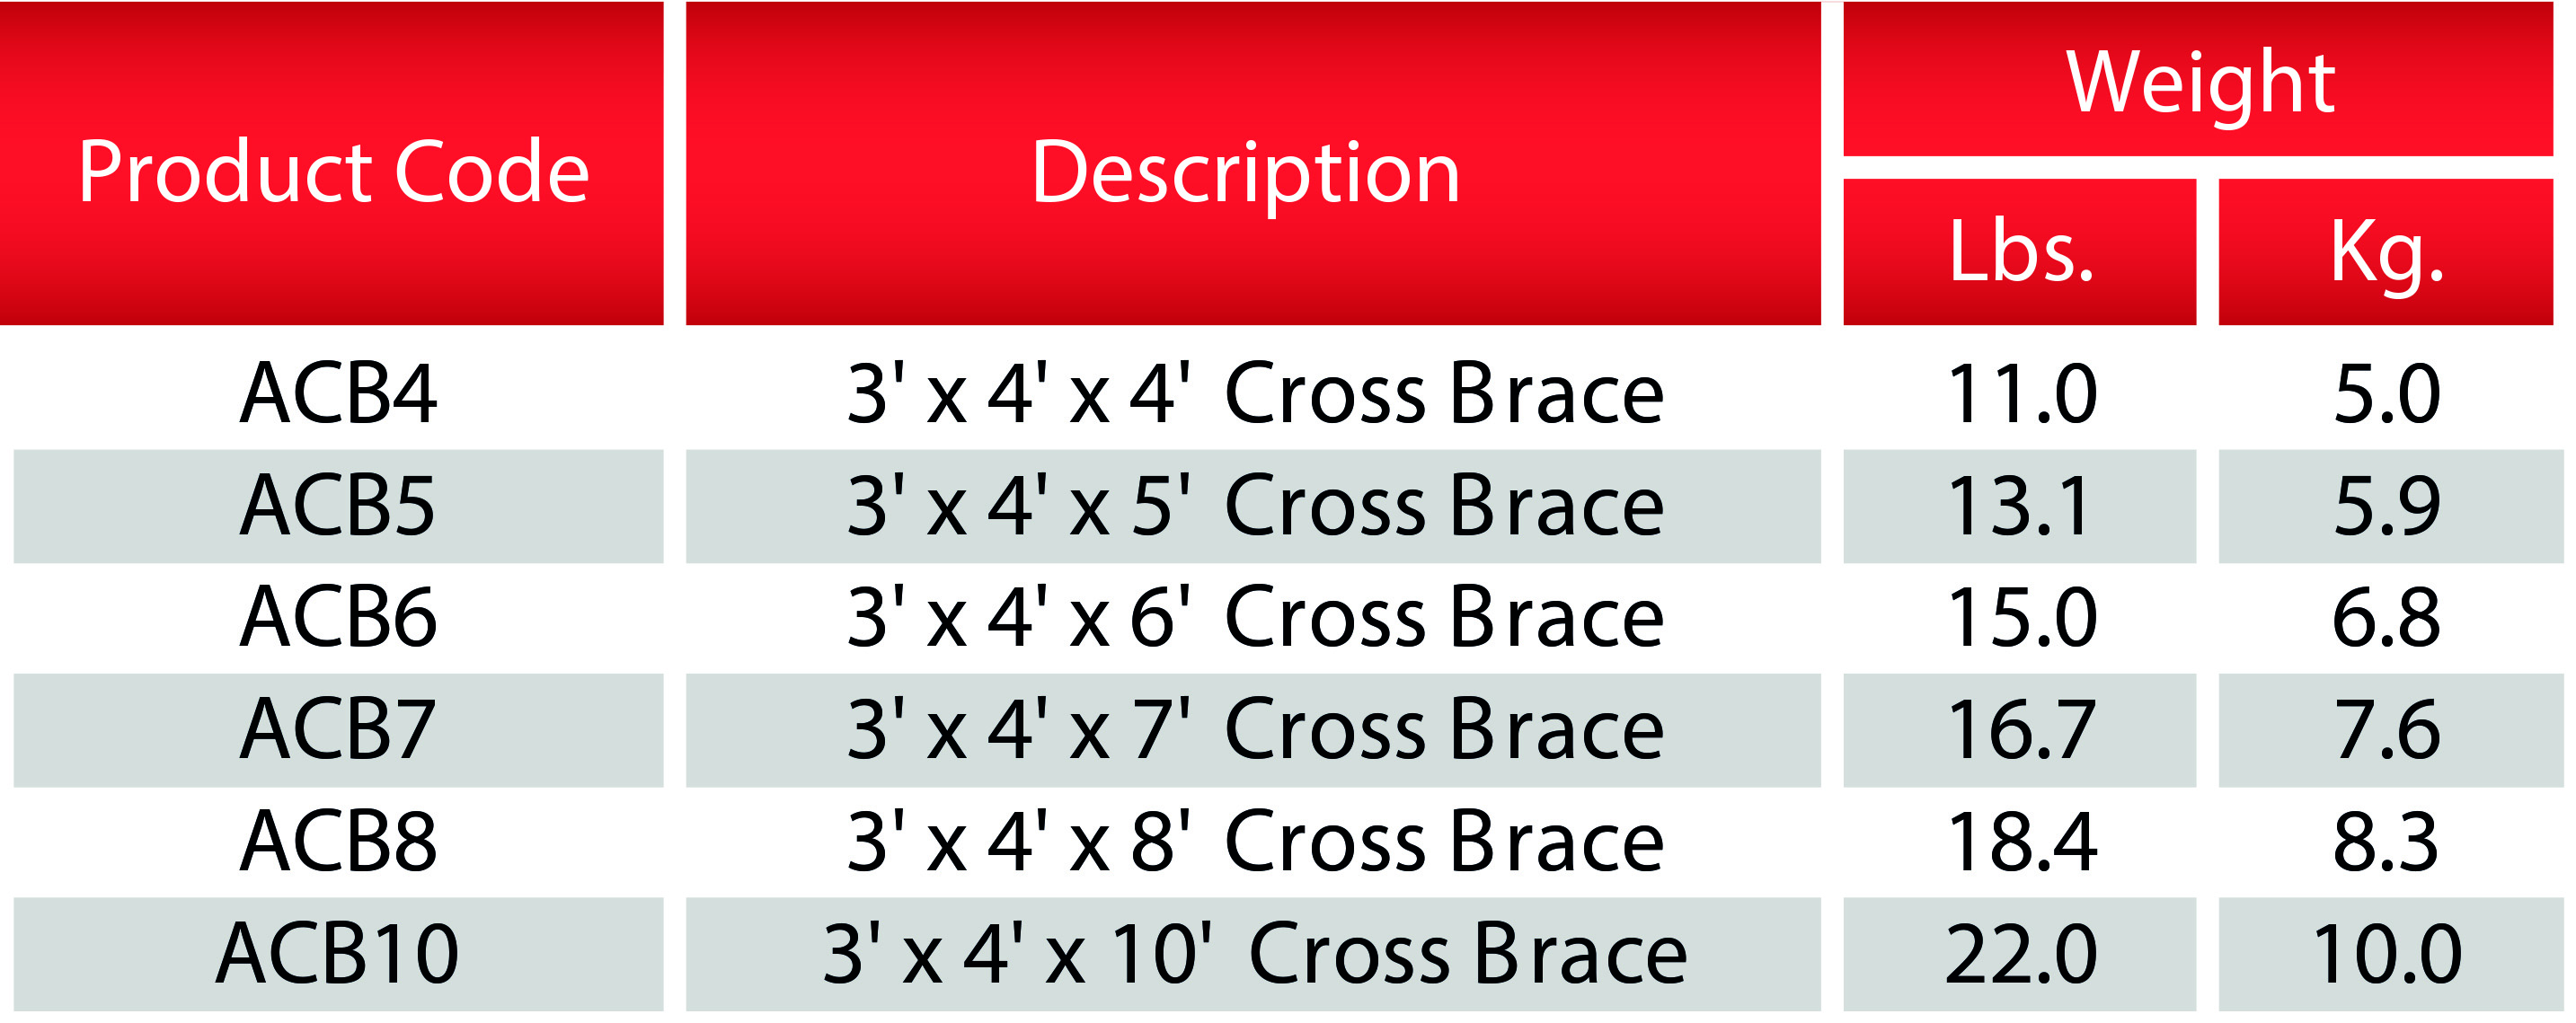 Product Code Description Weight
Lbs. Kg.
ACB4 3' x 4' x 4' Cross Brace 11.0 5.0
ACB5 3' x 4' x 5' Cross Brace 13.1 5.9
ACB6 3' x 4' x 6' Cross Brace 15.0 6.8
ACB7 3' x 4' x 7' Cross Brace 16.7 7.6
ACB8 3' x 4' x 8' Cross Brace 18.4 8.3
ACB10 3' x 4' x 10' Cross Brace 22.0 10.0